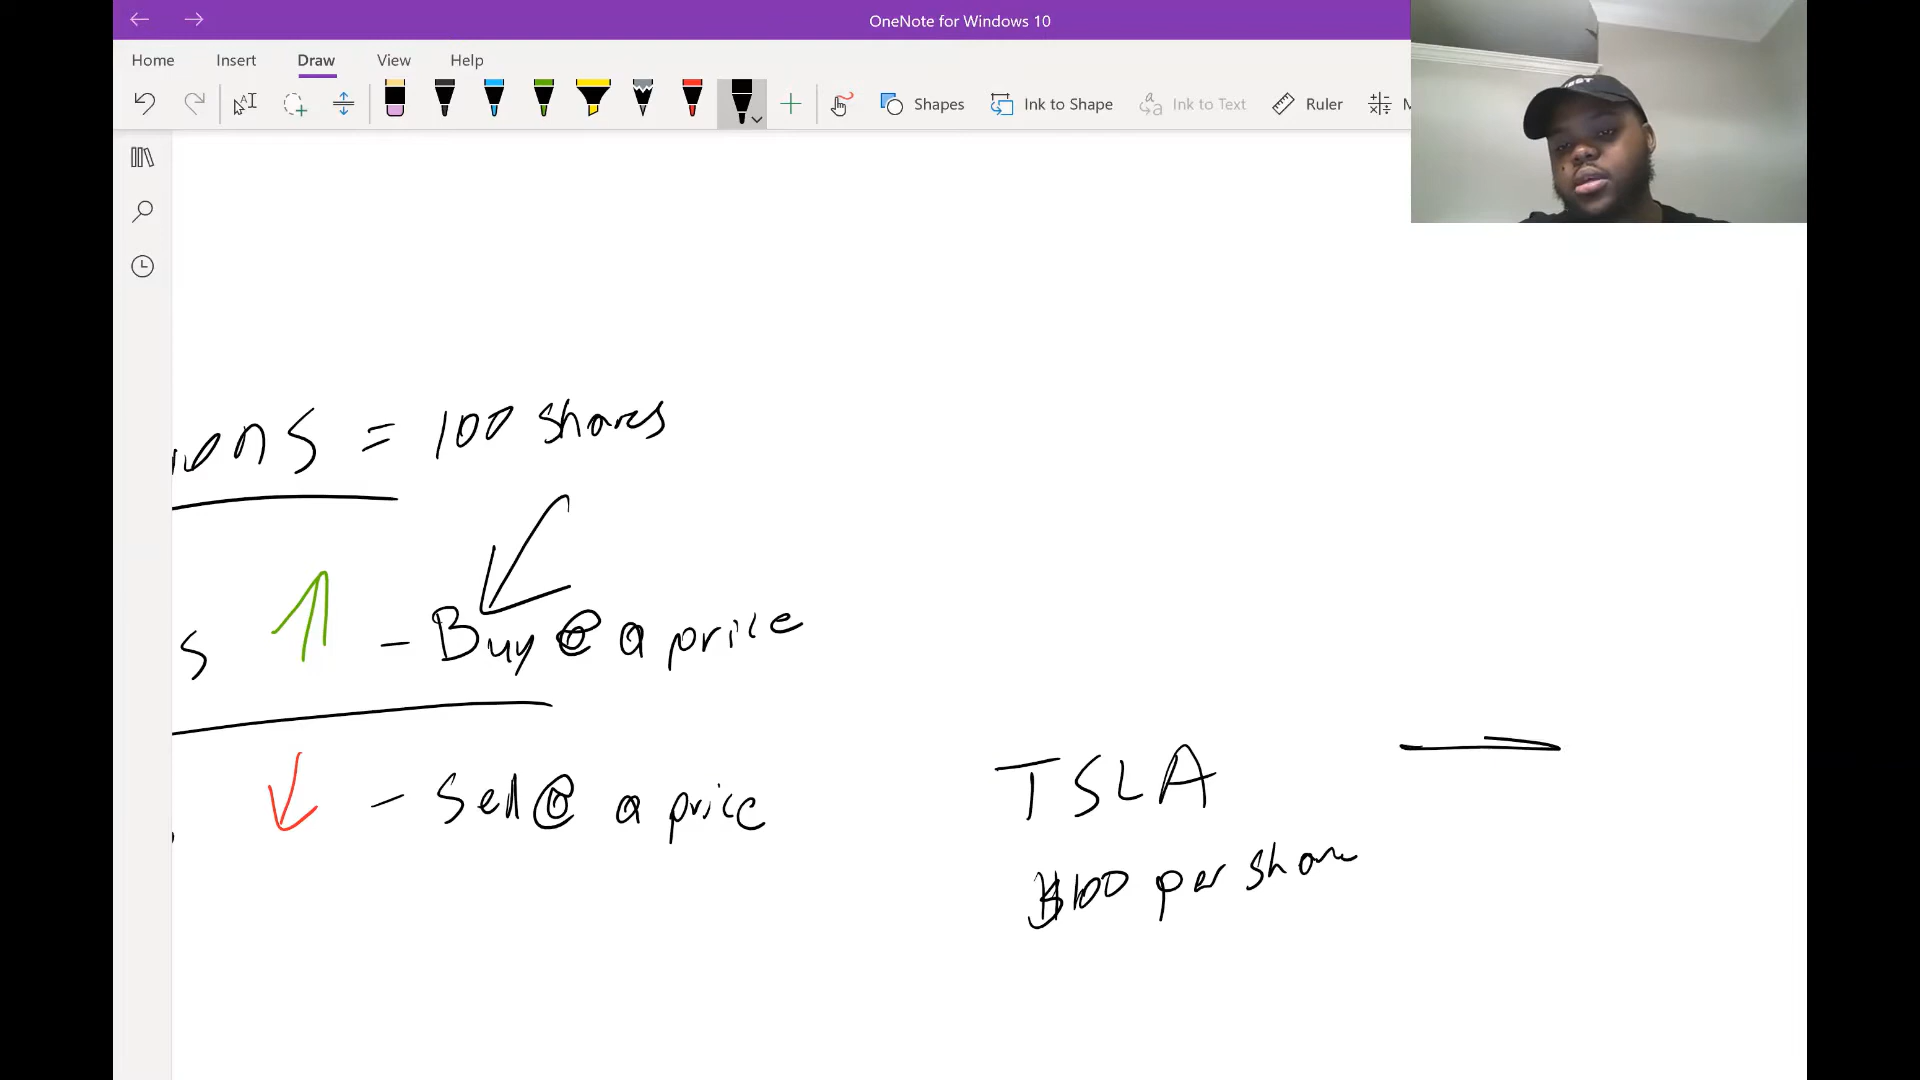 OneNote for Windows 10
Home Insert Draw View Help
Shapes Ink to Shape Ink to Text Ruler M
ions = 100 shares
s - Buy @ a price
- Sell @ a price
TSLA
$100 per share